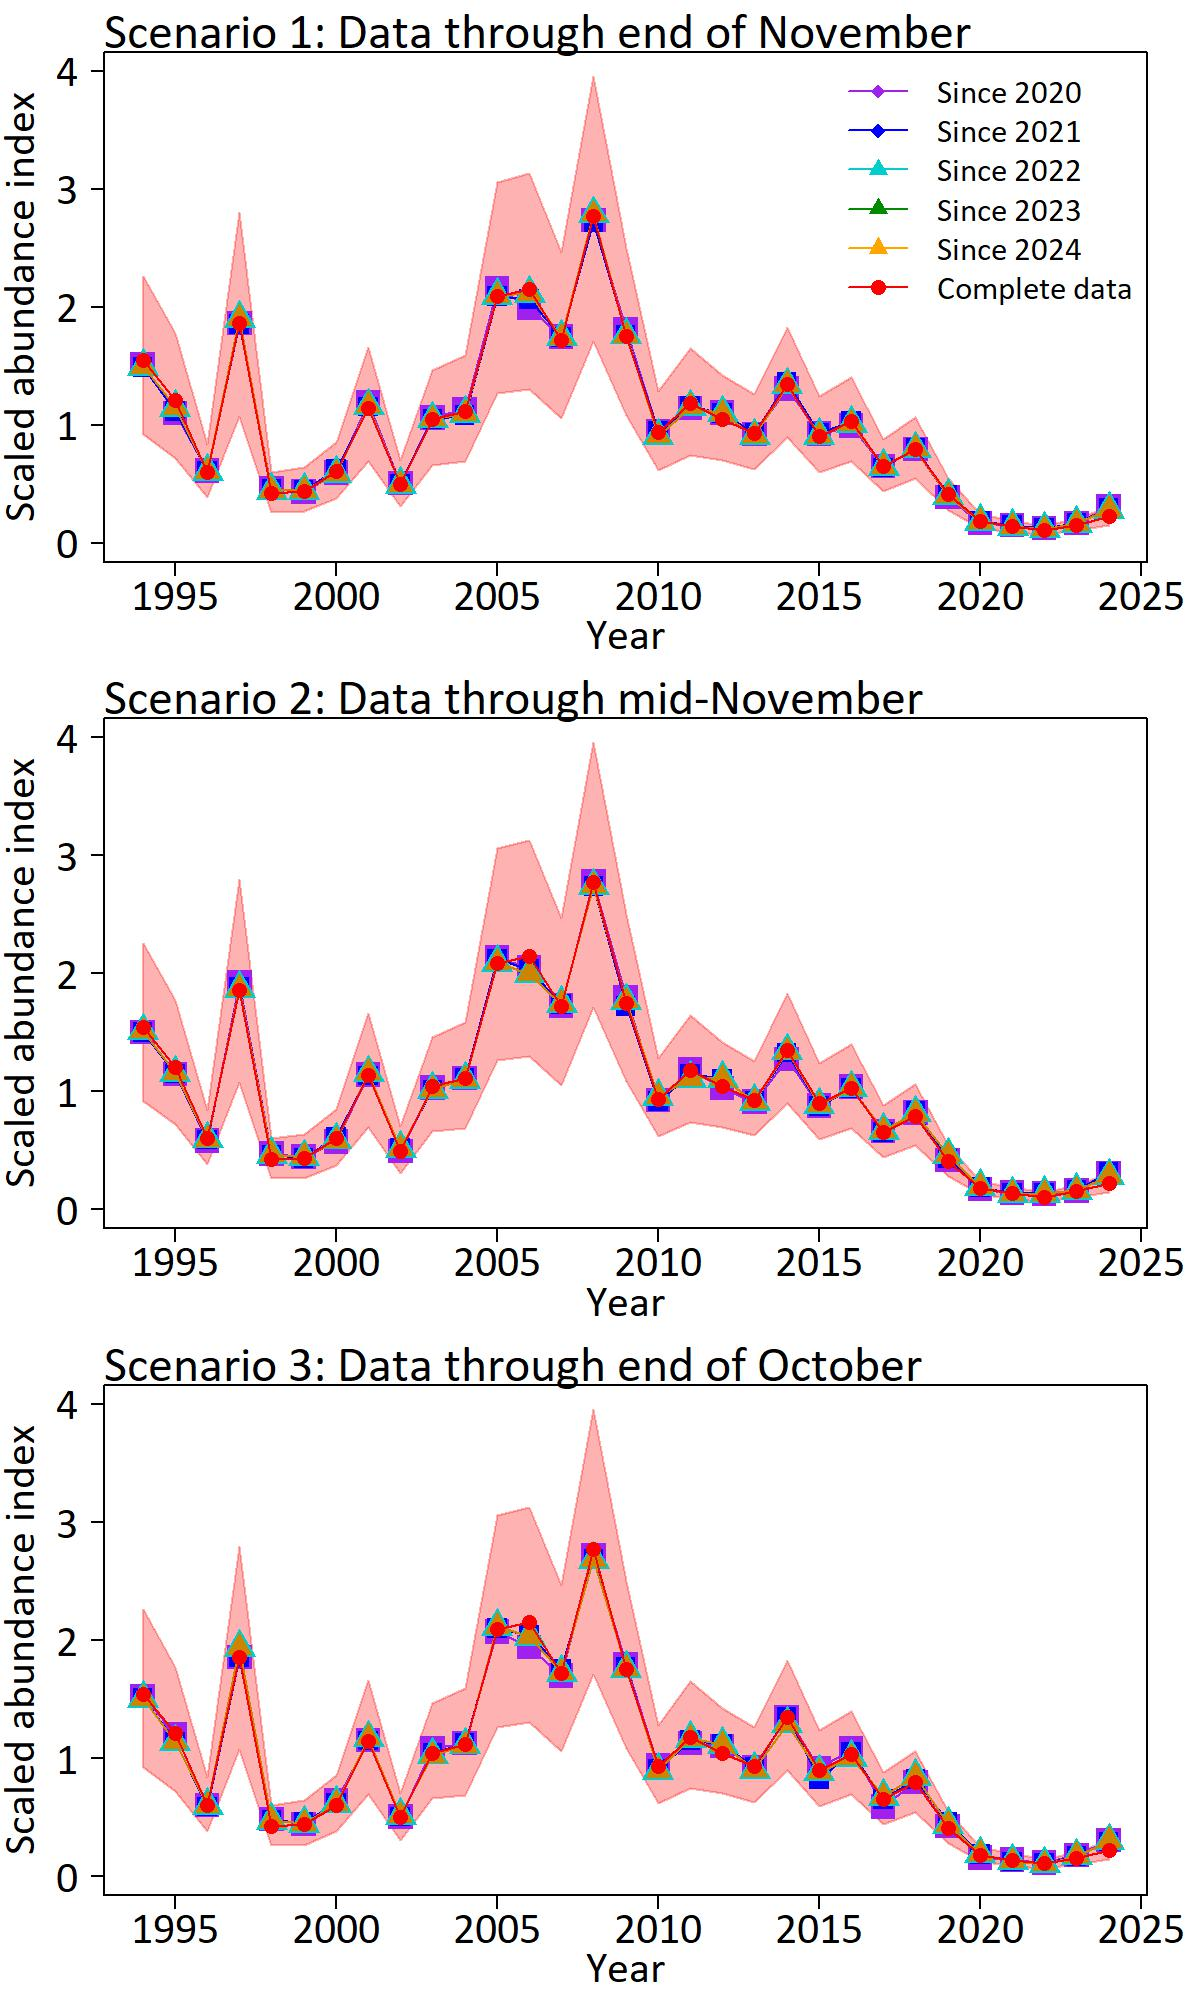 Scenario 1: Data through end of November
Scaled abundance index
4
3
2
1
0
Since 2020
Since 2021
Since 2022
Since 2023
Since 2024
Complete data
1995 2000 2005 2010 2015 2020 2025
Year
Scenario 2: Data through mid-November
Scaled abundance index
4
3
2
1
0
1995 2000 2005 2010 2015 2020 2025
Year
Scenario 3: Data through end of October
Scaled abundance index
4
3
2
1
0
1995 2000 2005 2010 2015 2020 2025
Year